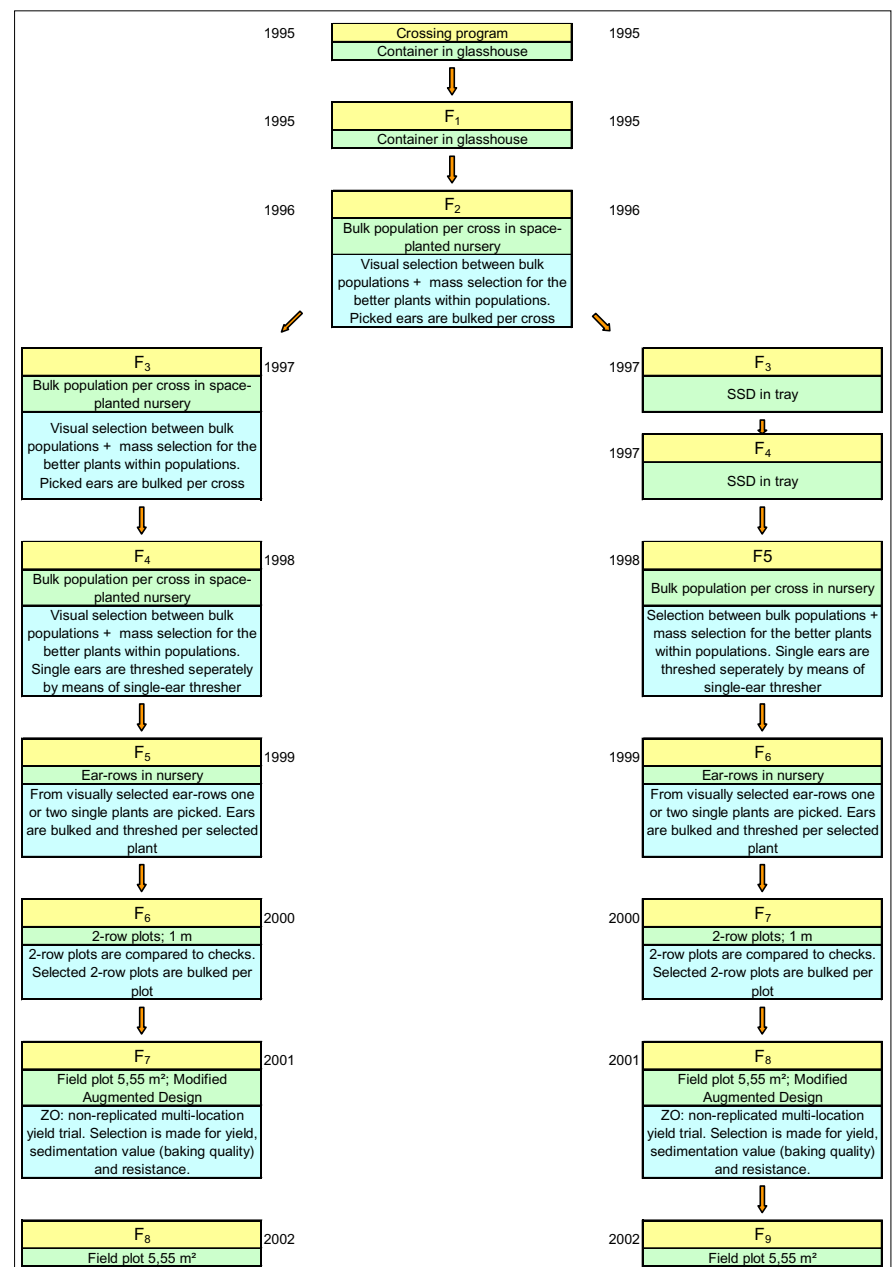 1995
Crossing program
1995
Container in glasshouse
1995
F₁
1995
Container in glasshouse
1996
F₂
1996
Bulk population per cross in space-
planted nursery
Visual selection between bulk
populations + mass selection for the
better plants within populations.
Picked ears are bulked per cross
F₃
1997
Bulk population per cross in space-
planted nursery
Visual selection between bulk
populations + mass selection for the
better plants within populations.
Picked ears are bulked per cross
1997
F₃
SSD in tray
1997
F₄
SSD in tray
F₄
1998
Bulk population per cross in space-
planted nursery
Visual selection between bulk
populations + mass selection for the
better plants within populations.
Single ears are threshed seperately
by means of single-ear thresher
1998
F5
Bulk population per cross in nursery
Selection between bulk populations +
mass selection for the better plants
within populations. Single ears are
threshed seperately by means of
single-ear thresher
F₅
1999
Ear-rows in nursery
From visually selected ear-rows one
or two single plants are picked. Ears
are bulked and threshed per selected
plant
1999
F₆
Ear-rows in nursery
From visually selected ear-rows one
or two single plants are picked. Ears
are bulked and threshed per selected
plant
F₆
2000
2-row plots; 1 m
2-row plots are compared to checks.
Selected 2-row plots are bulked per
plot
2000
F₇
2-row plots; 1 m
2-row plots are compared to checks.
Selected 2-row plots are bulked per
plot
F₇
2001
Field plot 5,55 m²; Modified
Augmented Design
ZO: non-replicated multi-location
yield trial. Selection is made for yield,
sedimentation value (baking quality)
and resistance.
2001
F₈
Field plot 5,55 m²; Modified
Augmented Design
ZO: non-replicated multi-location
yield trial. Selection is made for yield,
sedimentation value (baking quality)
and resistance.
F₈
2002
Field plot 5,55 m²
2002
F₉
Field plot 5,55 m²